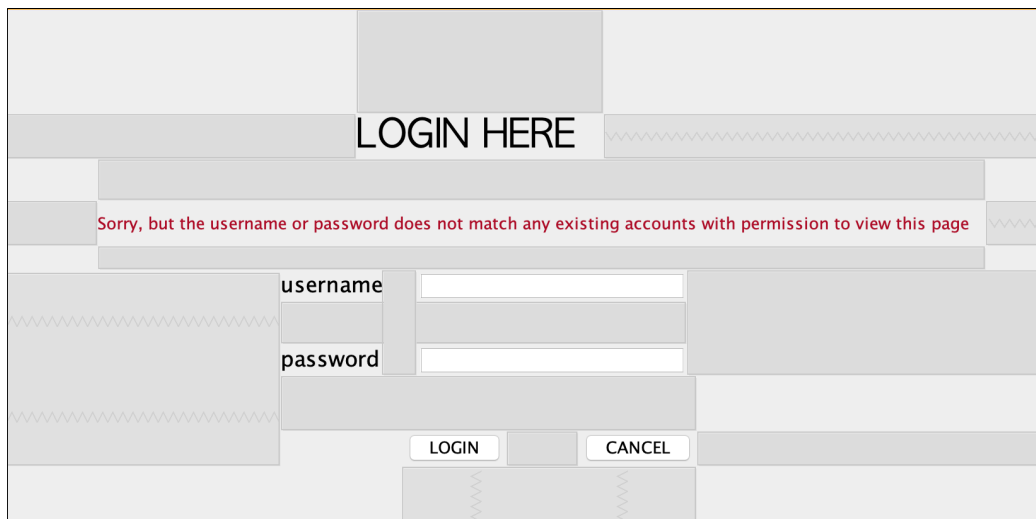 LOGIN HERE
Sorry, but the username or password does not match any existing accounts with permission to view this page
username
password
LOGIN CANCEL